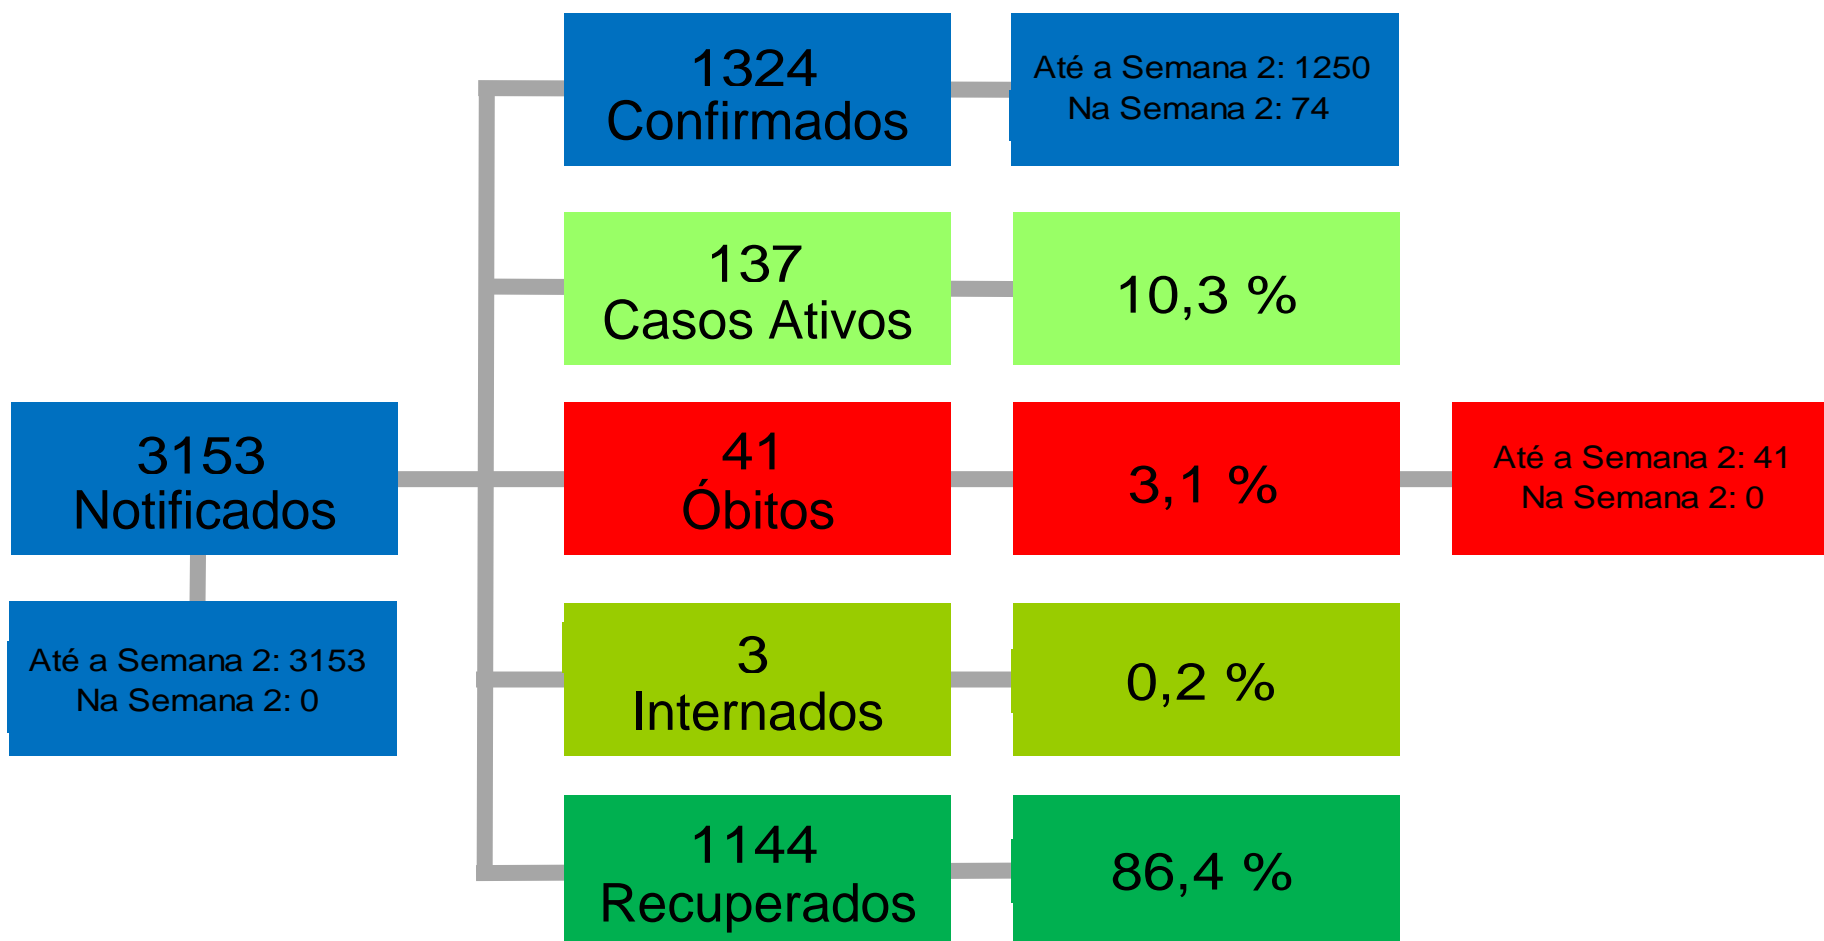 3153
Notificados
Até a Semana 2: 3153
Na Semana 2: 0
1324
Confirmados
Até a Semana 2: 1250
Na Semana 2: 74
137
Casos Ativos
10,3 %
41
Óbitos
3,1 %
Até a Semana 2: 41
Na Semana 2: 0
3
Internados
0,2 %
1144
Recuperados
86,4 %